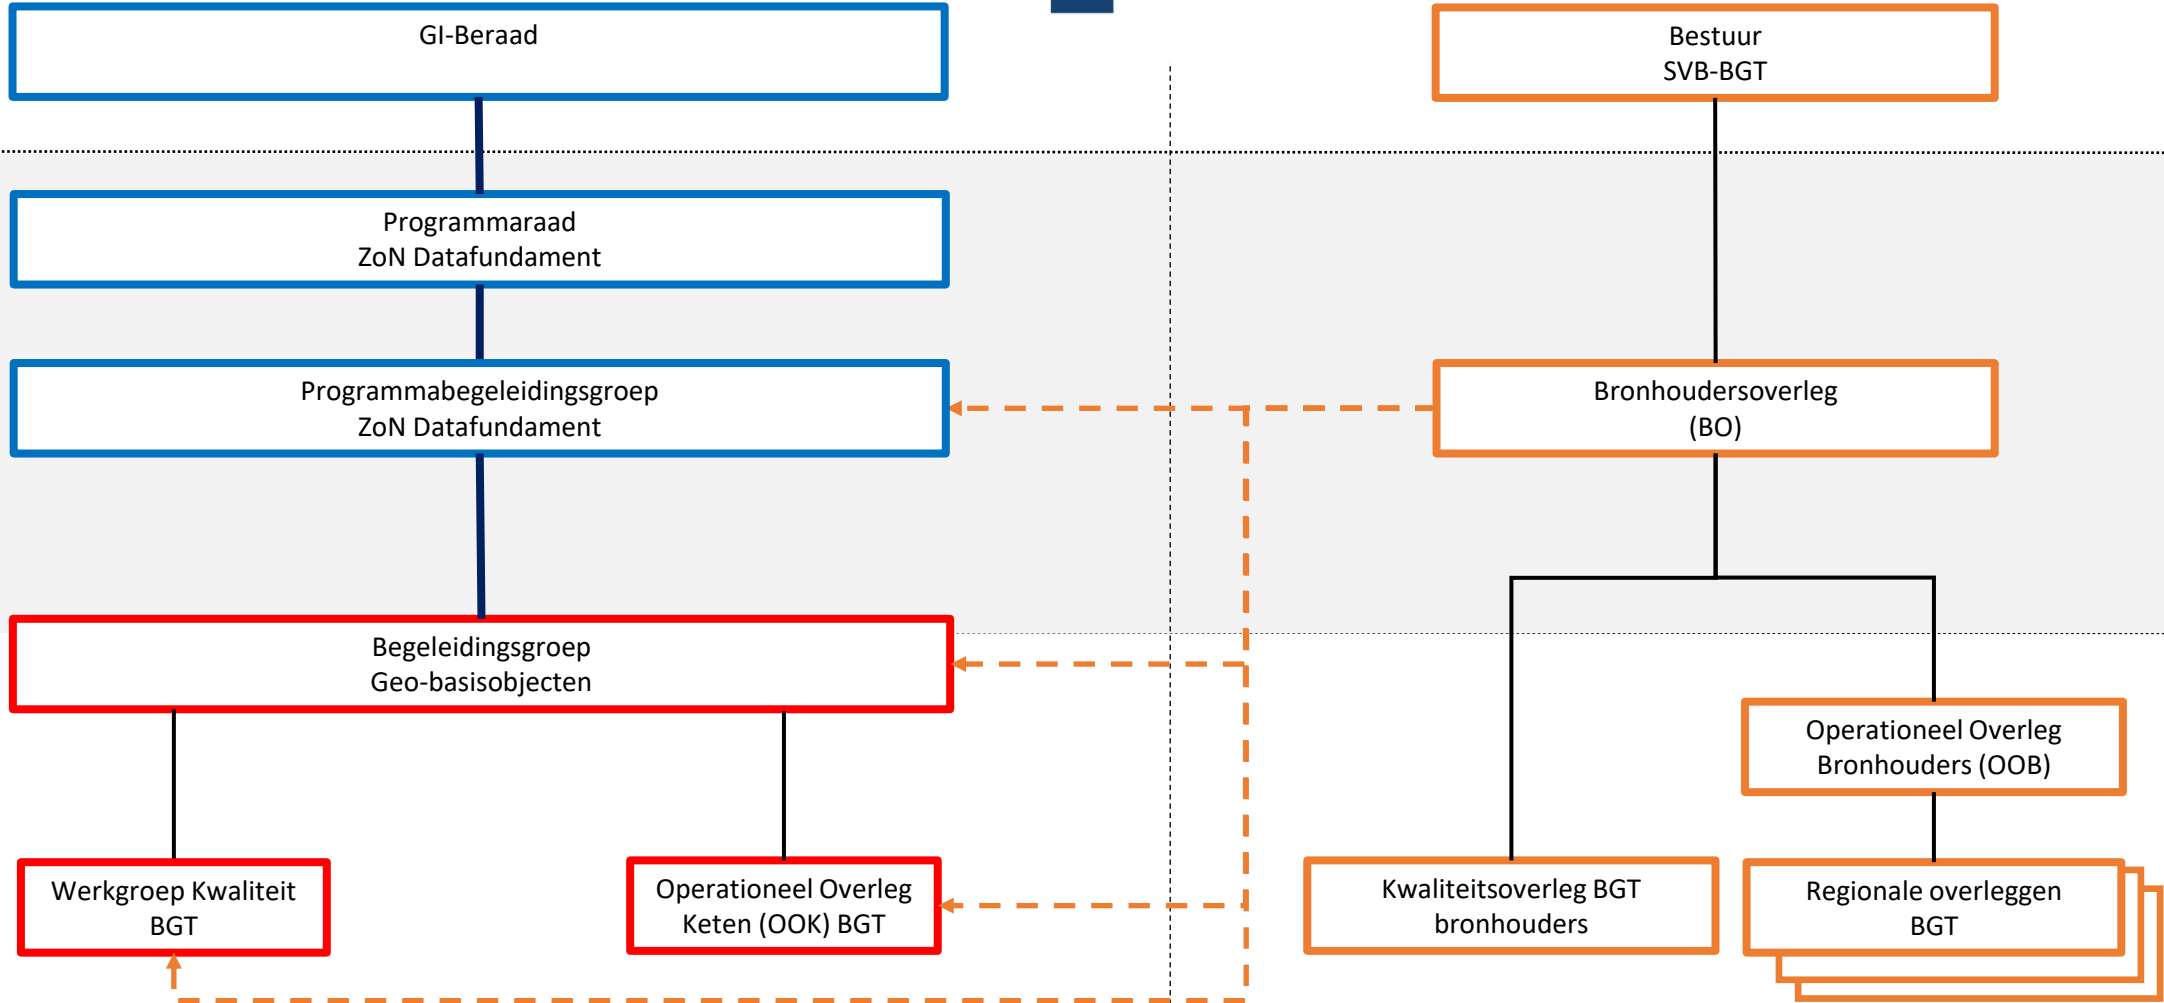 GI-Beraad
Bestuur
SVB-BGT
Programmaraad
ZoN Datafundament
Programmabegeleidingsgroep
ZoN Datafundament
Bronhoudersoverleg
(BO)
Begeleidingsgroep
Geo-basisobjecten
Operationeel Overleg
Bronhouders (OOB)
Werkgroep Kwaliteit
BGT
Operationeel Overleg
Keten (OOK) BGT
Kwaliteitsoverleg BGT
bronhouders
Regionale overleggen
BGT